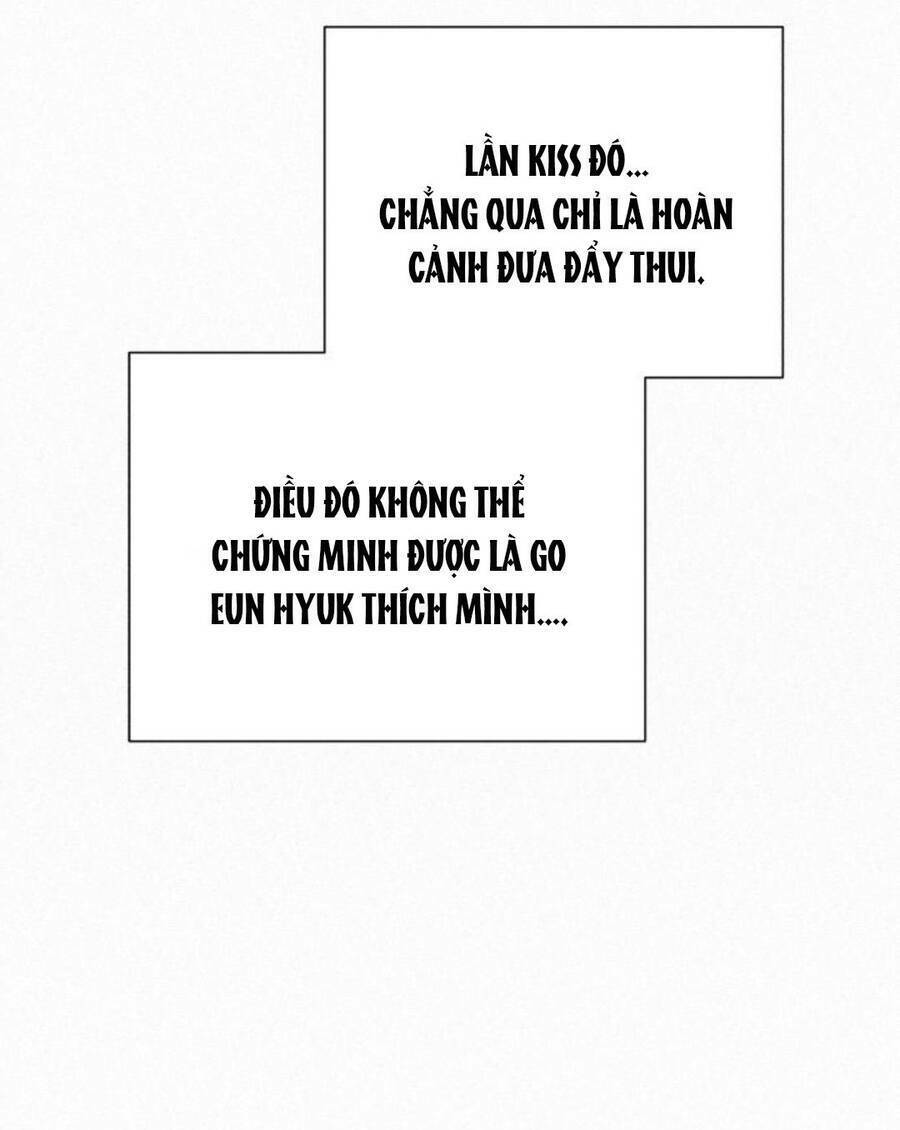 LẦN KISS ĐÓ...
CHẲNG QUA CHỈ LÀ HOÀN
CẢNH ĐƯA ĐẨY THUI.
ĐIỀU ĐÓ KHÔNG THỂ
CHỨNG MINH ĐƯỢC LÀ GO
EUN HYUK THÍCH MÌNH....